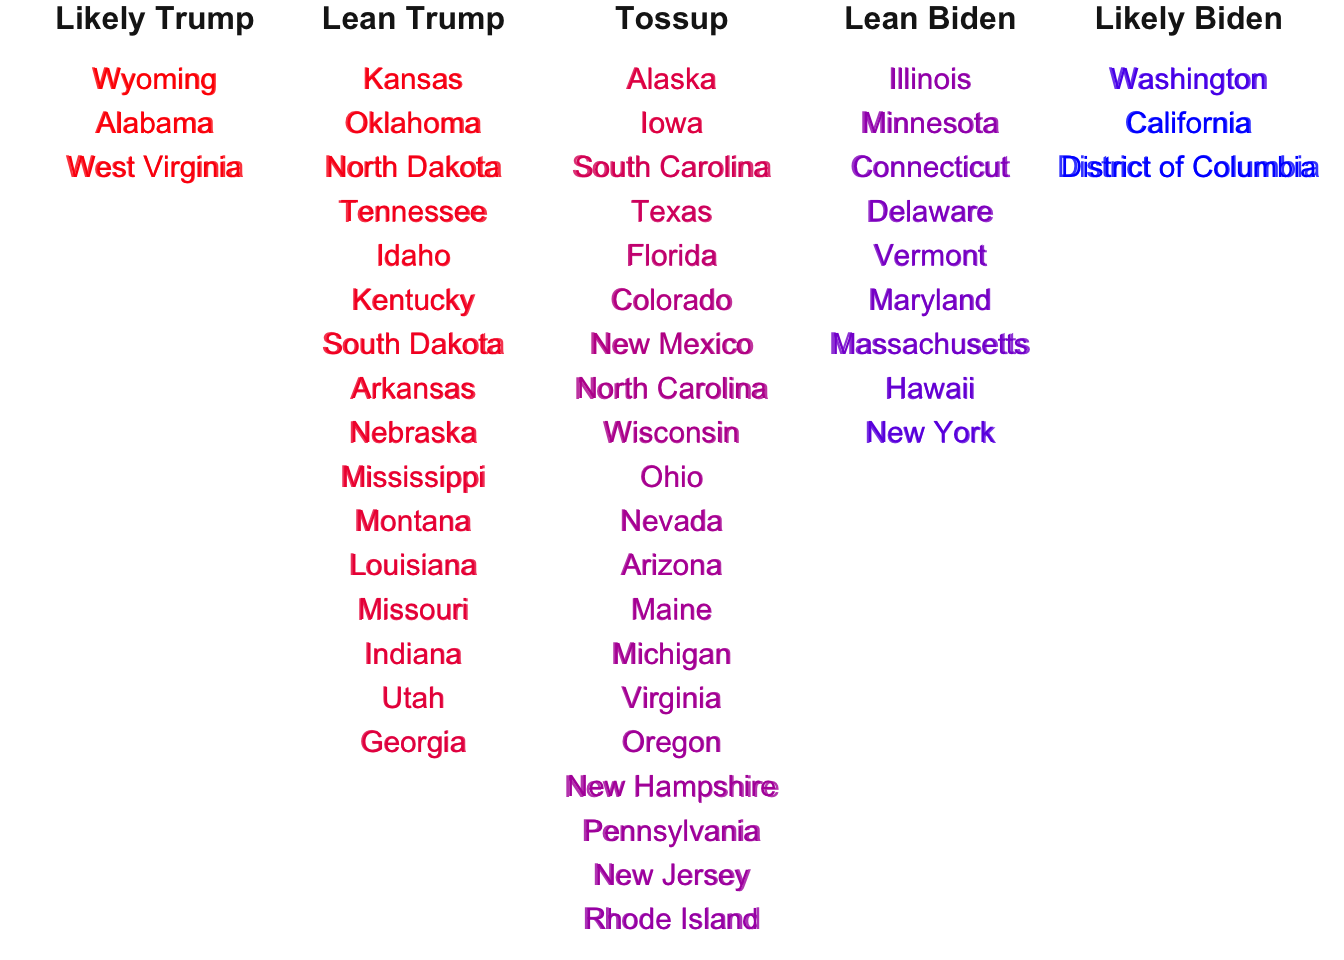 Likely Trump Lean Trump Tossup Lean Biden Likely Biden
Wyoming Kansas Alaska Illinois Washington
Alabama Oklahoma Iowa Minnesota California
West Virginia North Dakota South Carolina Connecticut District of Columbia
Tennessee Texas Delaware
Idaho Florida Vermont
Kentucky Colorado Maryland
South Dakota New Mexico Massachusetts
Arkansas North Carolina Hawaii
Nebraska Wisconsin New York
Mississippi Ohio
Montana Nevada
Louisiana Arizona
Missouri Maine
Indiana Michigan
Utah Virginia
Georgia Oregon
New Hampshire
Pennsylvania
New Jersey
Rhode Island